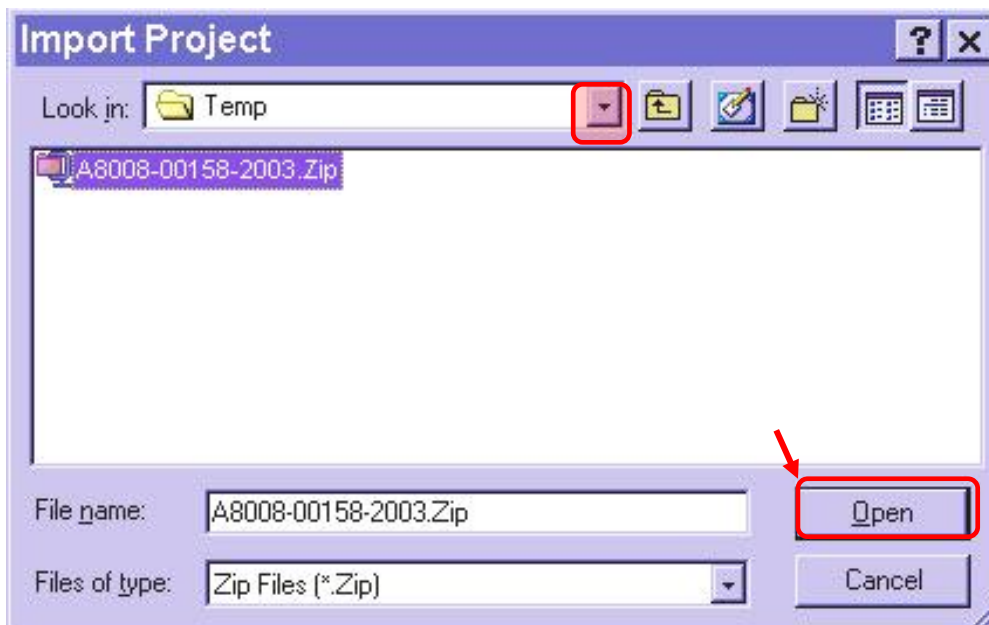 Import Project
Look in: Temp
A8008-00158-2003.Zip
File name: A8008-00158-2003.Zip Open
Files of type: Zip Files (*.Zip) Cancel